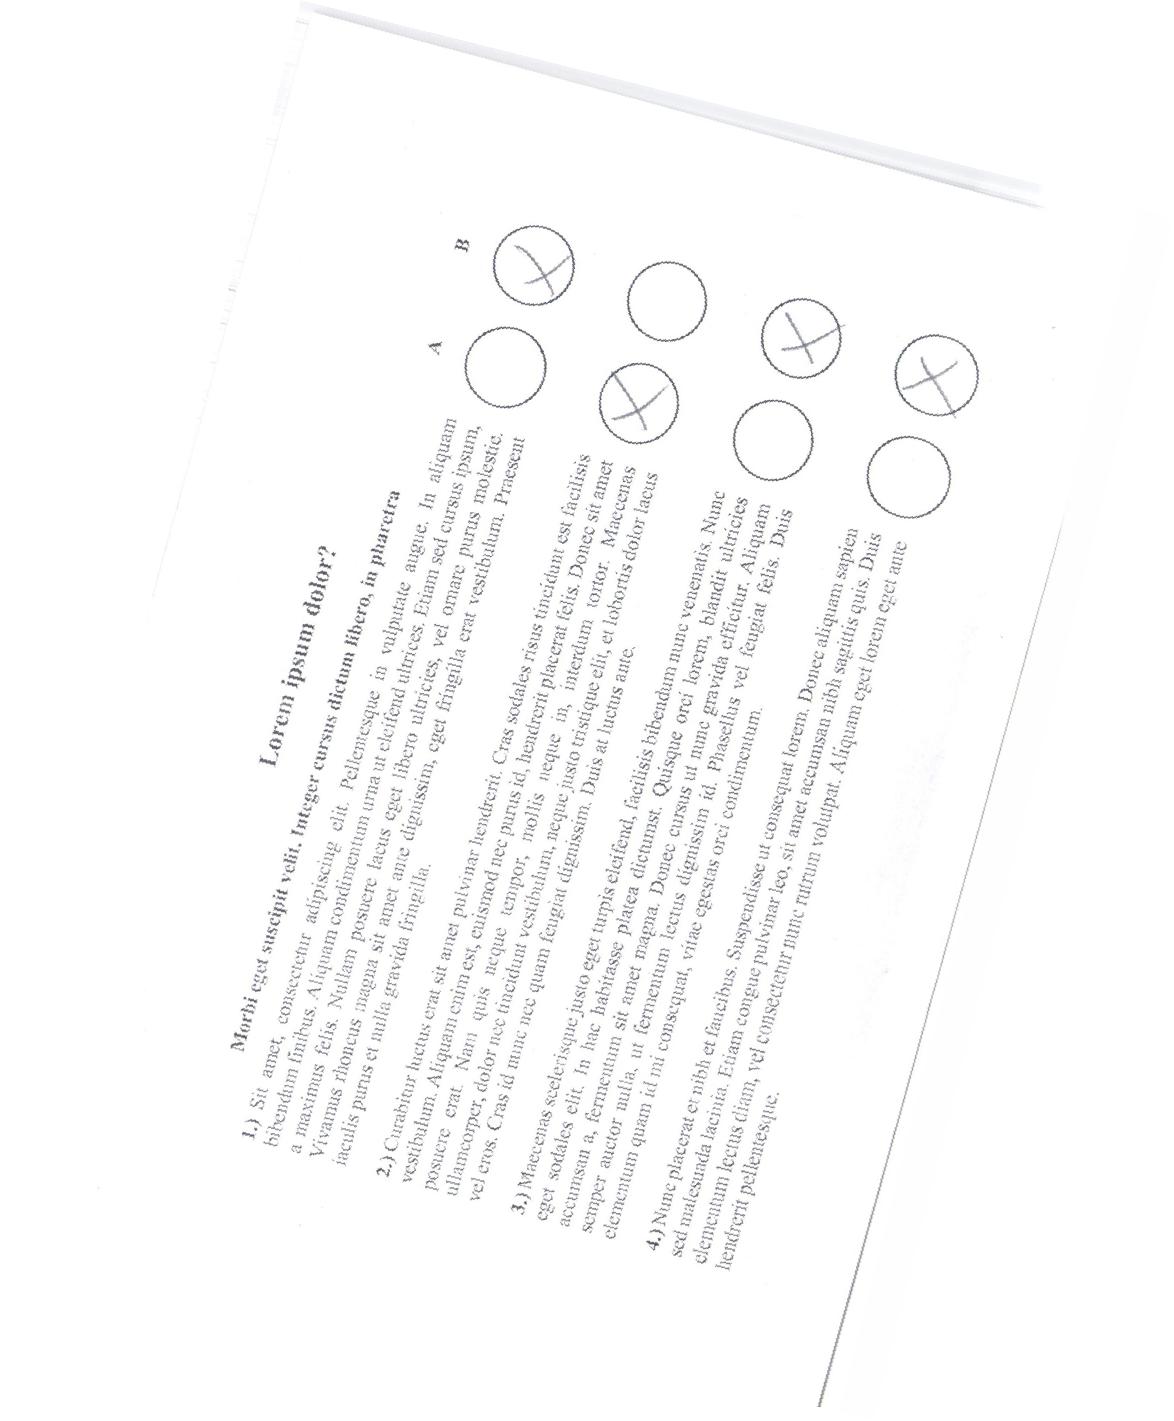 Lorem ipsum dolor?
Morbi eget suscipit velit. Integer cursus dictum libero, in pharetra
A B
1.) Sit amet, consectetur adipiscing elit. Pellentesque in vulputate augue. In aliquam
bibendum finibus. Aliquam condimentum urna ut eleifend ultrices. Etiam sed cursus ipsum,
a maximus felis. Nullam posuere lacus eget libero ultricies, vel ornare purus molestie.
Vivamus rhoncus magna sit amet ante dignissim, eget fringilla erat vestibulum. Praesent
iaculis purus et nulla gravida fringilla.
2.) Curabitur luctus erat sit amet pulvinar hendrerit. Cras sodales risus tincidunt est facilisis
vestibulum. Aliquam enim est, euismod nec purus id, hendrerit placerat felis. Donec sit amet
posuere erat. Nam quis neque tempor, mollis neque in, interdum tortor. Maecenas
ullamcorper, dolor nec tincidunt vestibulum, neque justo tristique elit, et lobortis dolor lacus
vel eros. Cras id nunc nec quam feugiat dignissim. Duis at luctus ante.
3.) Maecenas scelerisque justo eget turpis eleifend, facilisis bibendum nunc venenatis. Nunc
eget sodales elit. In hac habitasse platea dictumst. Quisque orci lorem, blandit ultricies
accumsan a, fermentum sit amet magna. Donec cursus ut nunc gravida efficitur. Aliquam
semper auctor nulla, ut fermentum lectus dignissim id. Phasellus vel feugiat felis. Duis
elementum quam id mi consequat, vitae egestas orci condimentum.
4.) Nunc placerat et nibh et faucibus. Suspendisse ut consequat lorem. Donec aliquam sapien
sed malesuada lacinia. Etiam congue pulvinar leo, sit amet accumsan nibh sagittis quis. Duis
elementum lectus diam, vel consectetur nunc rutrum volutpat. Aliquam eget lorem eget ante
hendrerit pellentesque.